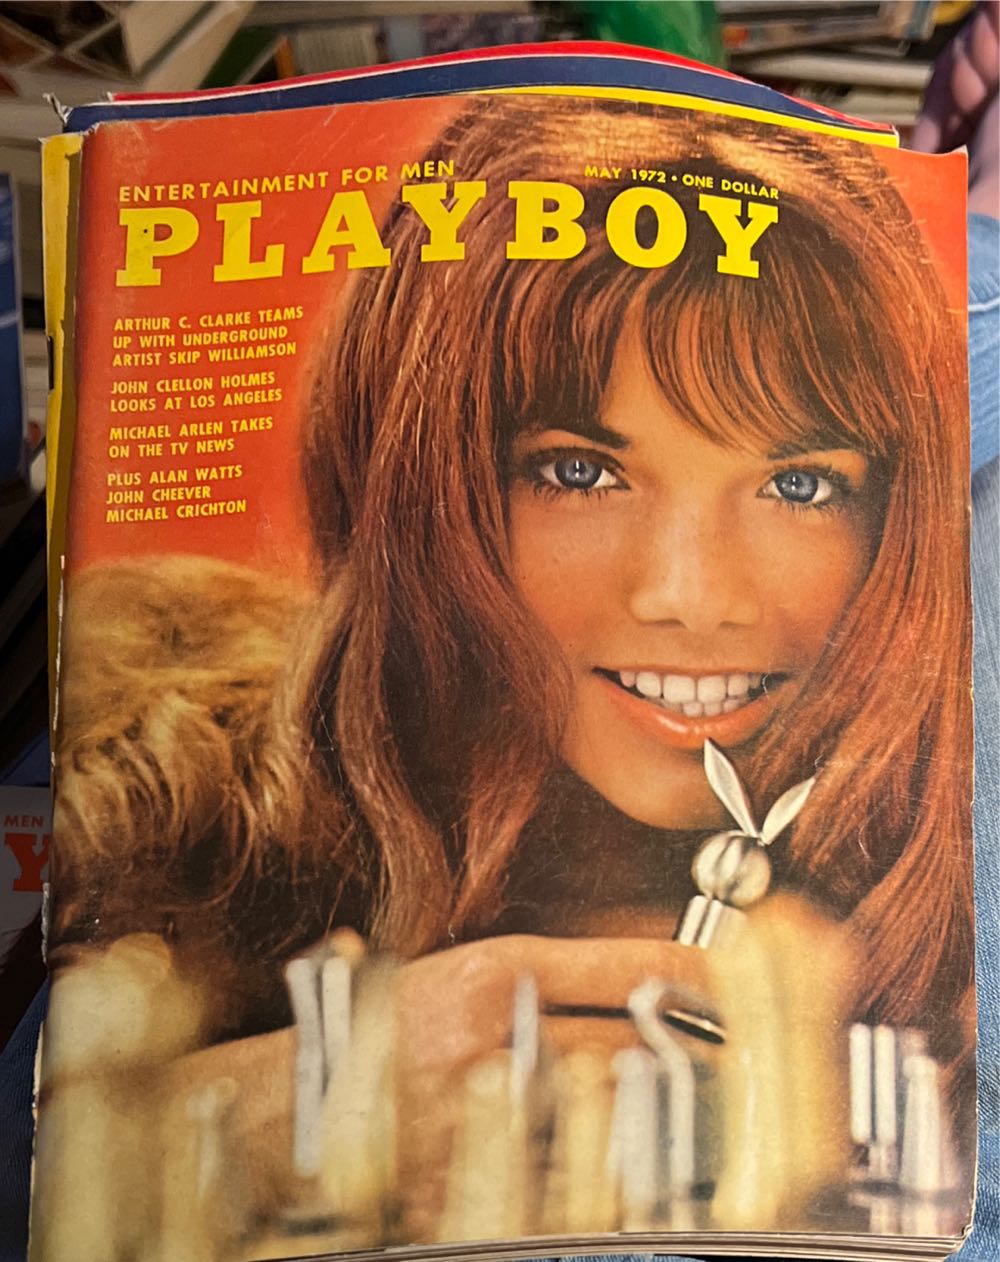 ENTERTAINMENT FOR MEN
MAY 1972 • ONE DOLLAR
PLAYBOY
ARTHUR C. CLARKE TEAMS
UP WITH UNDERGROUND
ARTIST SKIP WILLIAMSON
JOHN CLELLON HOLMES
LOOKS AT LOS ANGELES
MICHAEL ARLEN TAKES
ON THE TV NEWS
PLUS ALAN WATTS
JOHN CHEEVER
MICHAEL CRICHTON
MEN
Y